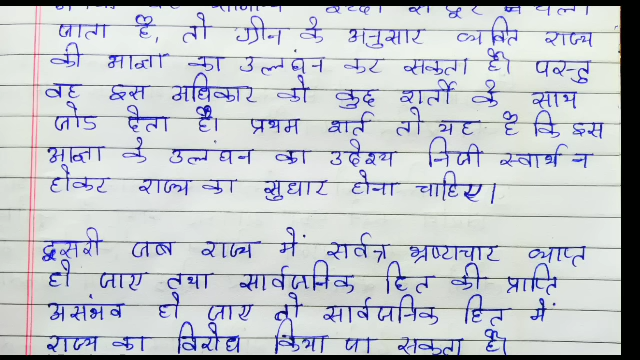 जाता है, तो ग्रीन के अनुसार व्यक्ति राज्य
की आज्ञा का उल्लंघन कर सकता है। परन्तु
वह इस अधिकार को कुछ शर्तो के साथ
जोड देता है। प्रथम शर्त तो यह है कि इस
आज्ञा के उल्लंघन का उद्देश्य निजी स्वार्थ न
होकर राज्य का सुधार होना चाहिए।
दूसरी जब राज्य में सर्वत्र भ्रष्टाचार व्याप्त
हो जाए तथा सार्वजनिक हित की प्राप्ति
असंभव हो जाए तो सार्वजनिक हित में
राज्य का विरोध किया जा सकता है।